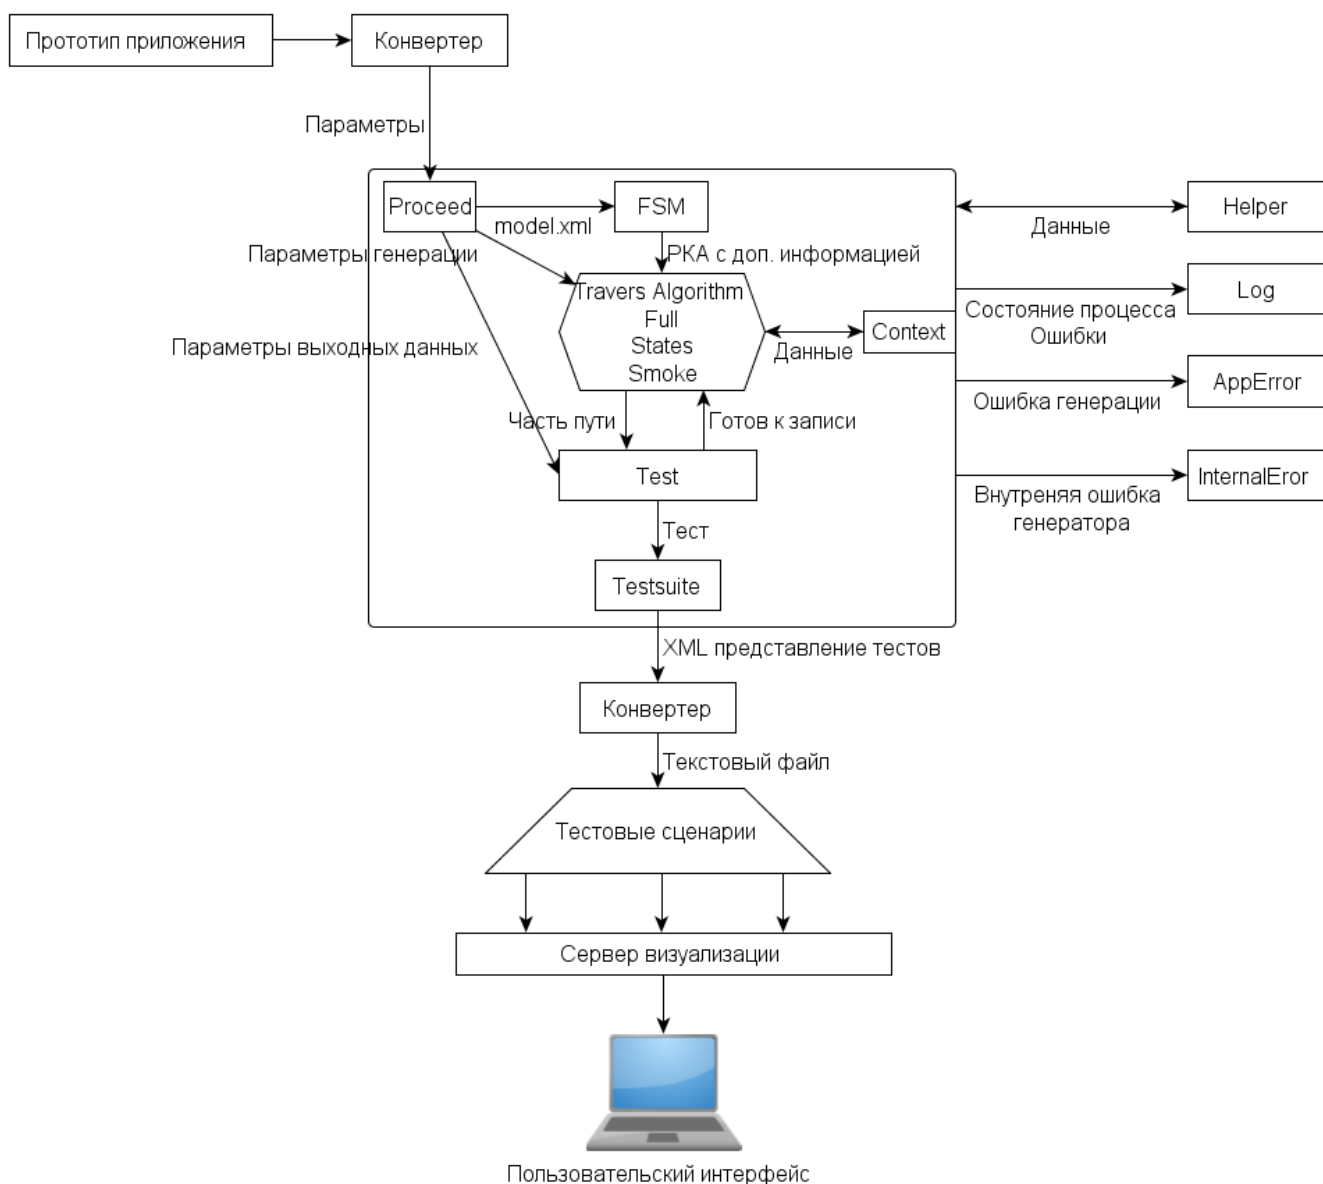 Прототип приложения
Конвертер
Параметры
Proceed
FSM
Helper
model.xml
Данные
Параметры генерации
РКА с доп. информацией
Travers Algorithm
Full
States
Smoke
Log
Context
Состояние процесса
Ошибки
Параметры выходных данных
Данные
AppError
Ошибка генерации
Часть пути
Готов к записи
Test
InternalEror
Внутреняя ошибка
генератора
Тест
Testsuite
XML представление тестов
Конвертер
Текстовый файл
Тестовые сценарии
Сервер визуализации
Пользовательский интерфейс